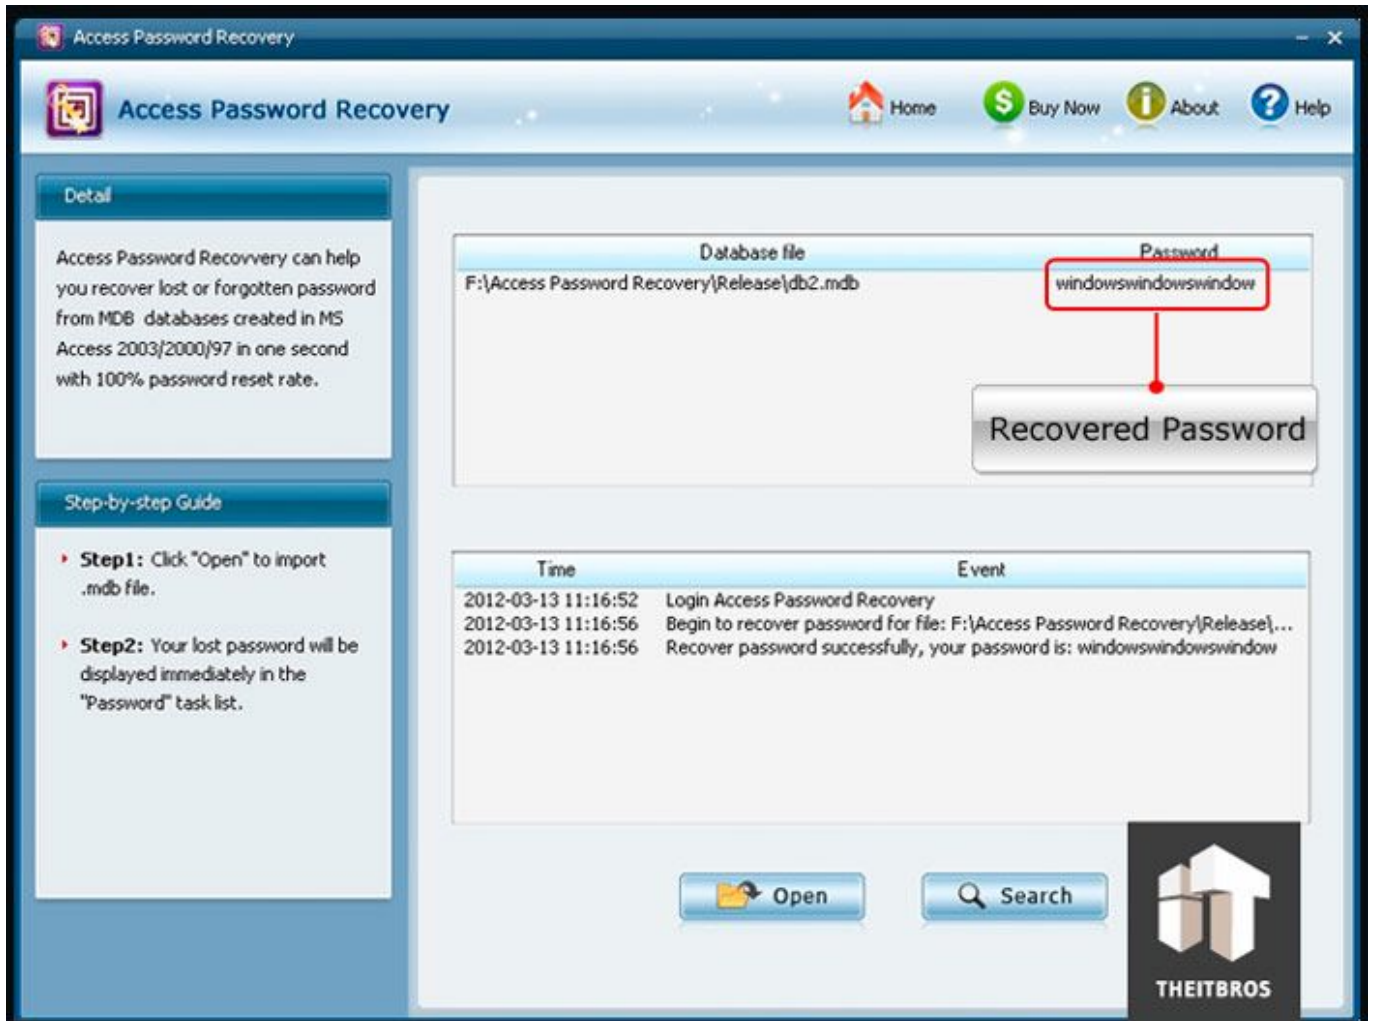 Access Password Recovery
Access Password Recovery
Home
Buy Now
About
Help
Detail
Access Password Recovvery can help
you recover lost or forgotten password
from MDB databases created in MS
Access 2003/2000/97 in one second
with 100% password reset rate.
Step-by-step Guide
Step1: Click "Open" to import
.mdb file.
Step2: Your lost password will be
displayed immediately in the
"Password" task list.
Database file Password
F:\Access Password Recovery\Release\db2.mdb windowswindowswindow
Recovered Password
Time Event
2012-03-13 11:16:52 Login Access Password Recovery
2012-03-13 11:16:56 Begin to recover password for file: F:\Access Password Recovery\Release\...
2012-03-13 11:16:56 Recover password successfully, your password is: windowswindowswindow
Open
Search
THEITBROS